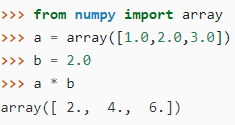 >>> from numpy import array
>>> a = array([1.0,2.0,3.0])
>>> b = 2.0
>>> a * b
array([ 2.,  4.,  6.])